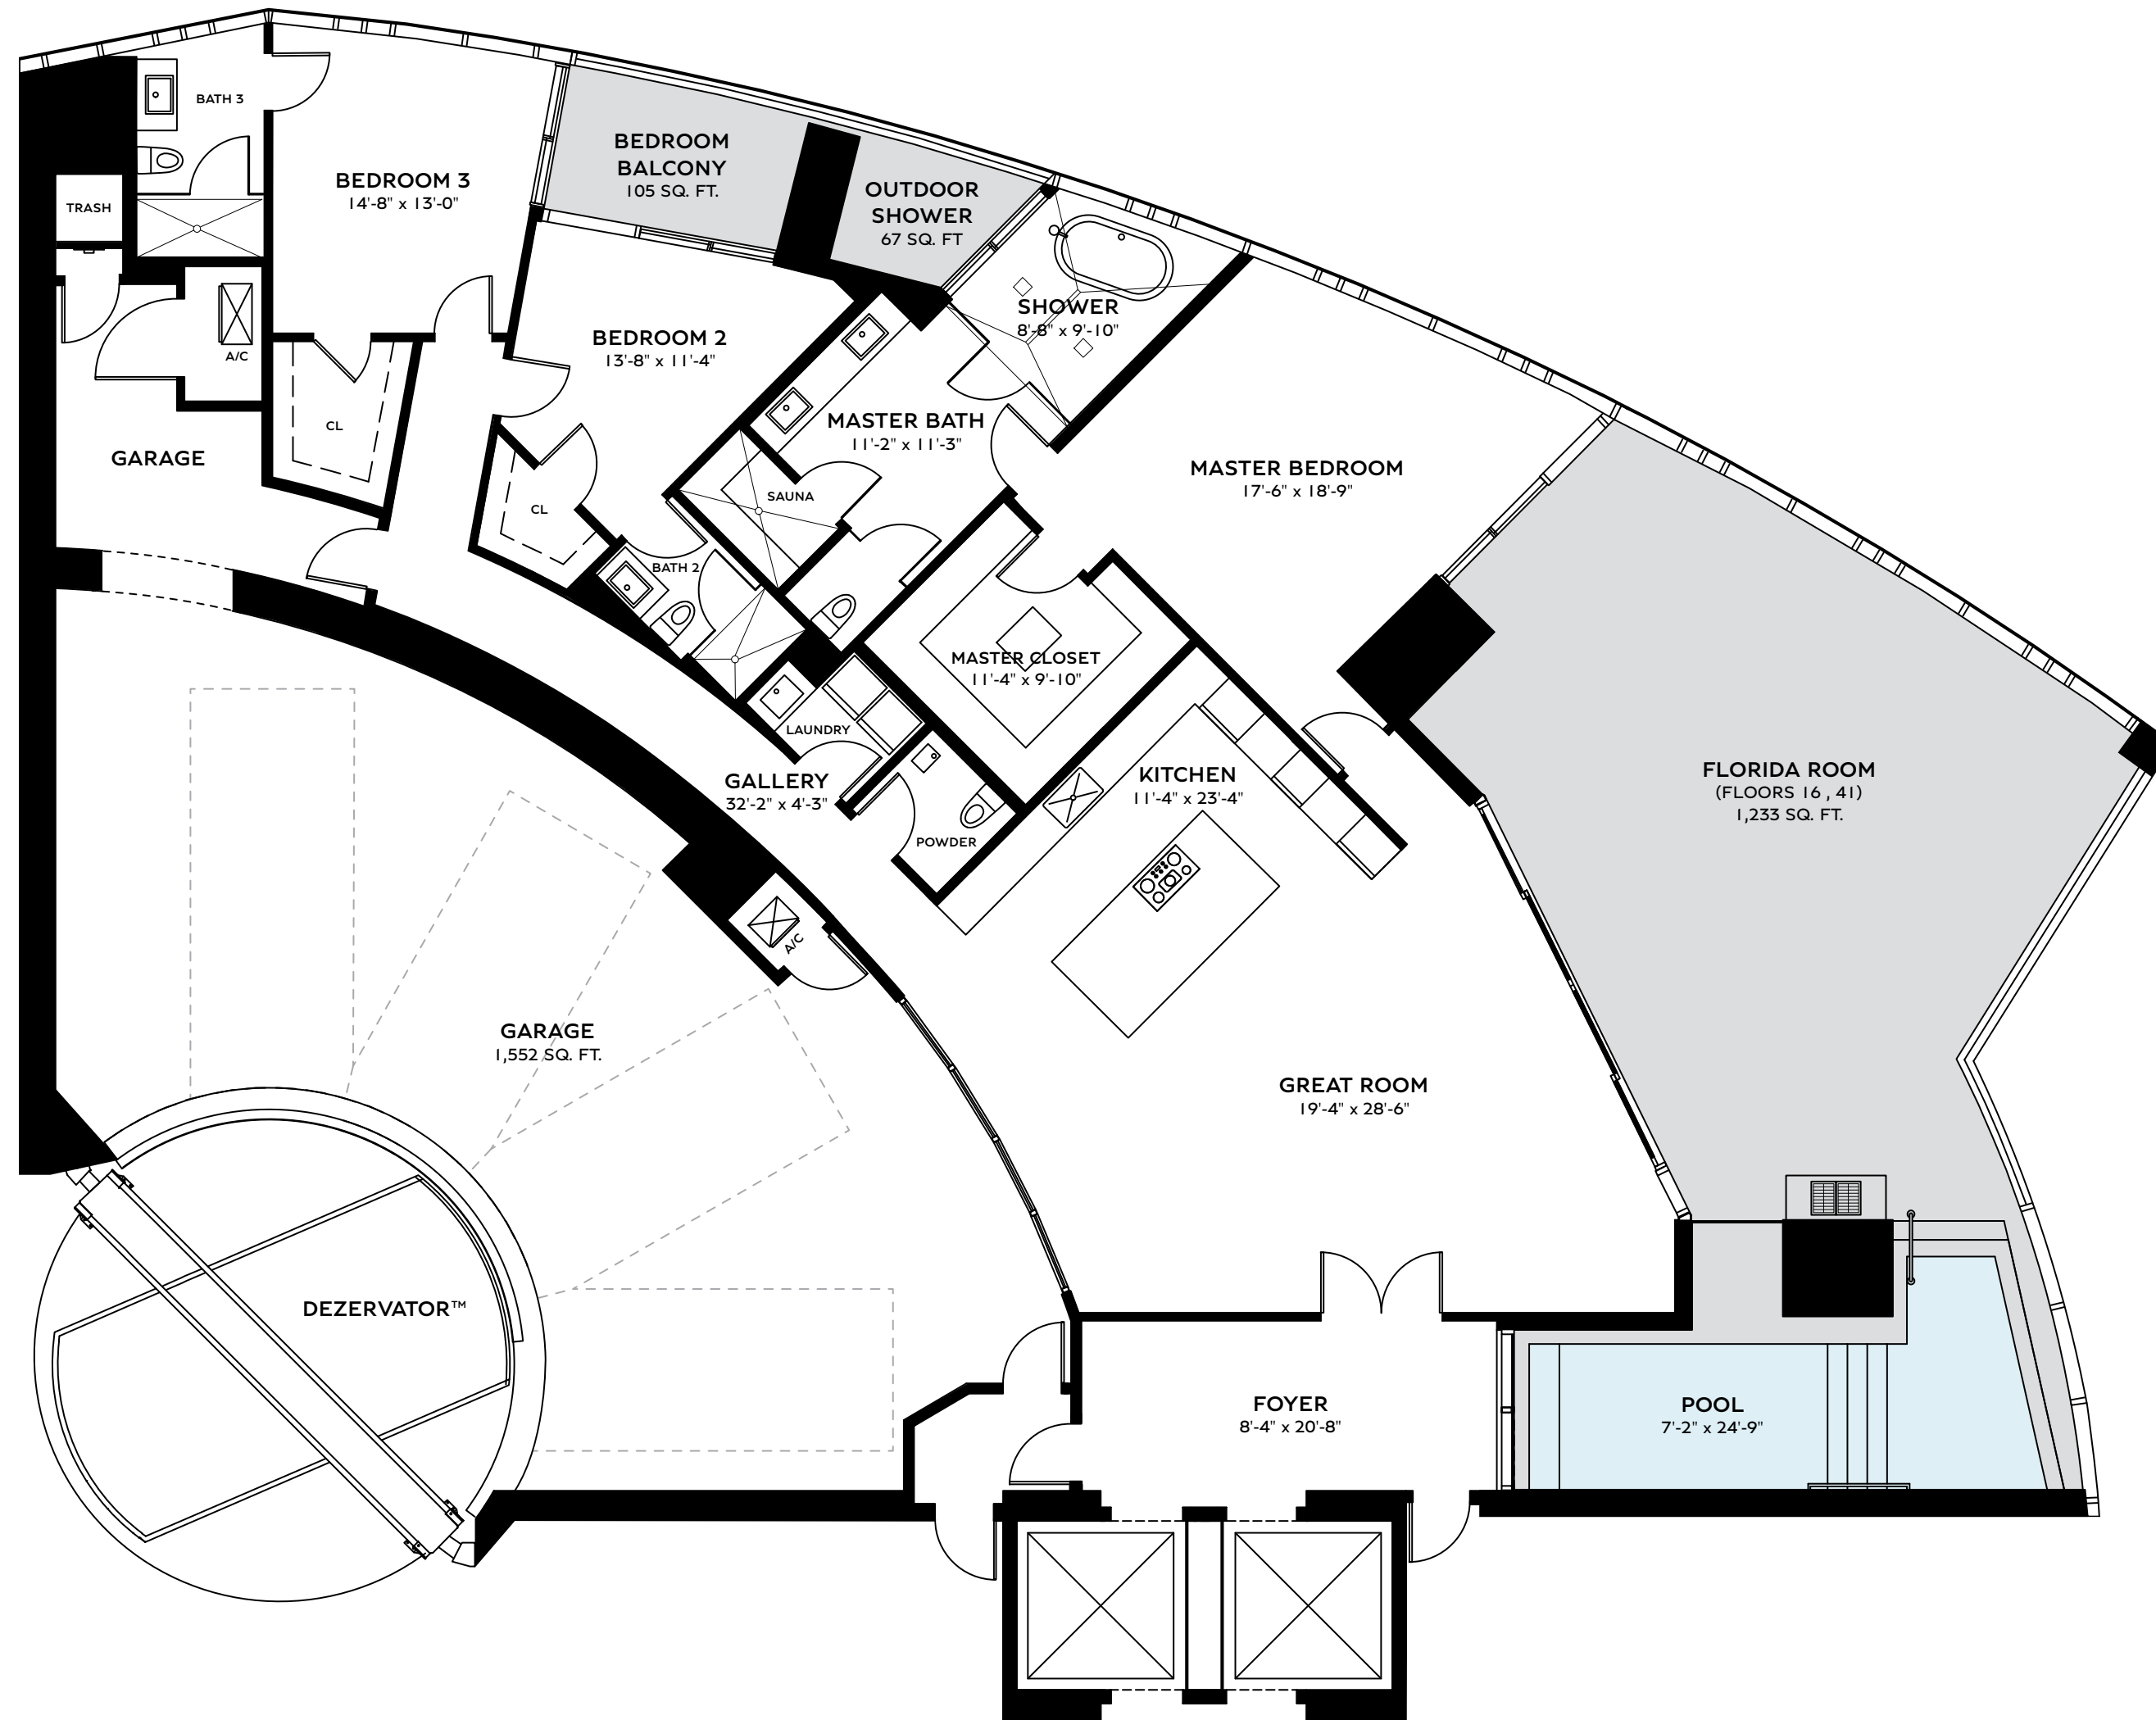 BATH 3
BEDROOM 3
14'-8" x 13'-0"
TRASH
A/C
CL
GARAGE
BEDROOM
BALCONY
105 SQ. FT.
OUTDOOR
SHOWER
67 SQ. FT
SHOWER
8'-8" x 9'-10"
BEDROOM 2
13'-8" x 11'-4"
MASTER BATH
11'-2" x 11'-3"
SAUNA
CL
BATH 2
MASTER BEDROOM
17'-6" x 18'-9"
MASTER CLOSET
11'-4" x 9'-10"
LAUNDRY
GALLERY
32'-2" x 4'-3"
POWDER
KITCHEN
11'-4" x 23'-4"
FLORIDA ROOM
(FLOORS 16 , 41)
1,233 SQ. FT.
A/C
GARAGE
1,552 SQ. FT.
GREAT ROOM
19'-4" x 28'-6"
DEZERVATOR™
FOYER
8'-4" x 20'-8"
POOL
7'-2" x 24'-9"